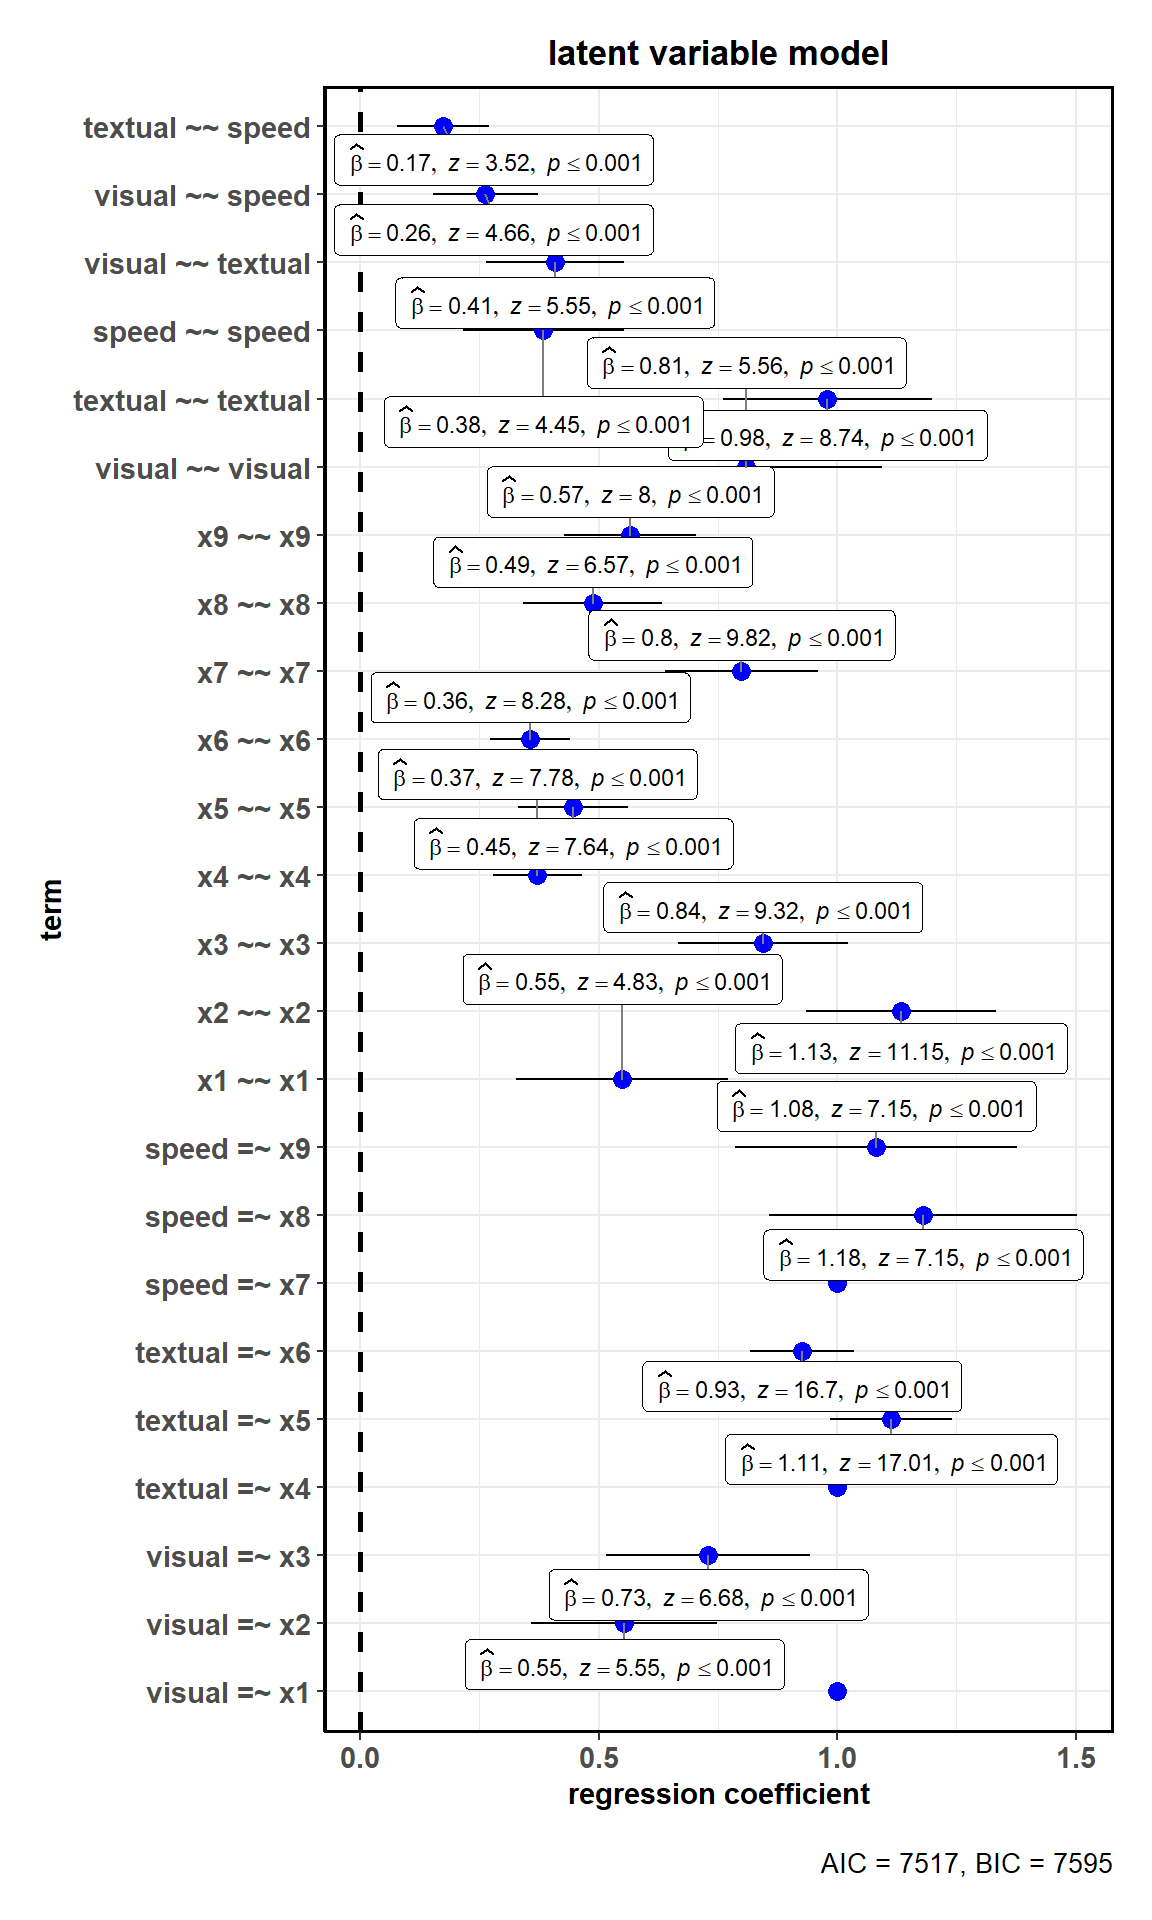 latent variable model
textual ~~ speed
β̂ = 0.17, z = 3.52, p ≤ 0.001
visual ~~ speed
β̂ = 0.26, z = 4.66, p ≤ 0.001
visual ~~ textual
β̂ = 0.41, z = 5.55, p ≤ 0.001
speed ~~ speed
β̂ = 0.81, z = 5.56, p ≤ 0.001
textual ~~ textual
β̂ = 0.38, z = 4.45, p ≤ 0.001
= 0.98, z = 8.74, p ≤ 0.001
visual ~~ visual
β̂ = 0.57, z = 8, p ≤ 0.001
x9 ~~ x9
β̂ = 0.49, z = 6.57, p ≤ 0.001
x8 ~~ x8
β̂ = 0.8, z = 9.82, p ≤ 0.001
x7 ~~ x7
β̂ = 0.36, z = 8.28, p ≤ 0.001
x6 ~~ x6
β̂ = 0.37, z = 7.78, p ≤ 0.001
x5 ~~ x5
β̂ = 0.45, z = 7.64, p ≤ 0.001
x4 ~~ x4
β̂ = 0.84, z = 9.32, p ≤ 0.001
x3 ~~ x3
β̂ = 0.55, z = 4.83, p ≤ 0.001
x2 ~~ x2
β̂ = 1.13, z = 11.15, p ≤ 0.001
x1 ~~ x1
β̂ = 1.08, z = 7.15, p ≤ 0.001
speed =~ x9
speed =~ x8
β̂ = 1.18, z = 7.15, p ≤ 0.001
speed =~ x7
textual =~ x6
β̂ = 0.93, z = 16.7, p ≤ 0.001
textual =~ x5
β̂ = 1.11, z = 17.01, p ≤ 0.001
textual =~ x4
visual =~ x3
β̂ = 0.73, z = 6.68, p ≤ 0.001
visual =~ x2
β̂ = 0.55, z = 5.55, p ≤ 0.001
visual =~ x1
term
0.0 0.5 1.0 1.5
regression coefficient
AIC = 7517, BIC = 7595